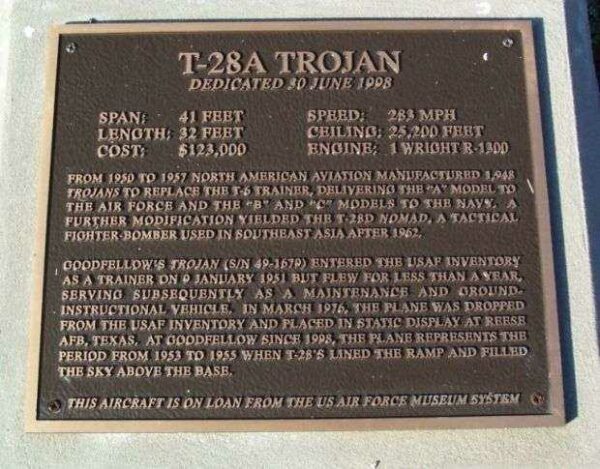 T-28A TROJAN
DEDICATED 30 JUNE 1998
SPAN: 41 FEET SPEED: 283 MPH
LENGTH: 32 FEET CEILING: 25,200 FEET
COST: $123,000 ENGINE: 1 WRIGHT R-1300
FROM 1950 TO 1957 NORTH AMERICAN AVIATION MANUFACTURED 1,948
TROJANS TO REPLACE THE T-6 TRAINER, DELIVERING THE "A" MODEL TO
THE AIR FORCE AND THE "B" AND "C" MODELS TO THE NAVY. A
FURTHER MODIFICATION YIELDED THE T-28D NOMAD, A TACTICAL
FIGHTER-BOMBER USED IN SOUTHEAST ASIA AFTER 1962.
GOODFELLOW'S TROJAN (S/N 49-1679) ENTERED THE USAF INVENTORY
AS A TRAINER ON 9 JANUARY 1951 BUT FLEW FOR LESS THAN A YEAR,
SERVING SUBSEQUENTLY AS A MAINTENANCE AND GROUND-
INSTRUCTIONAL VEHICLE. IN MARCH 1976, THE PLANE WAS DROPPED
FROM THE USAF INVENTORY AND PLACED IN STATIC DISPLAY AT REESE
AFB, TEXAS. AT GOODFELLOW SINCE 1998, THE PLANE REPRESENTS THE
PERIOD FROM 1953 TO 1955 WHEN T-28'S LINED THE RAMP AND FILLED
THE SKY ABOVE THE BASE.
THIS AIRCRAFT IS ON LOAN FROM THE US AIR FORCE MUSEUM SYSTEM